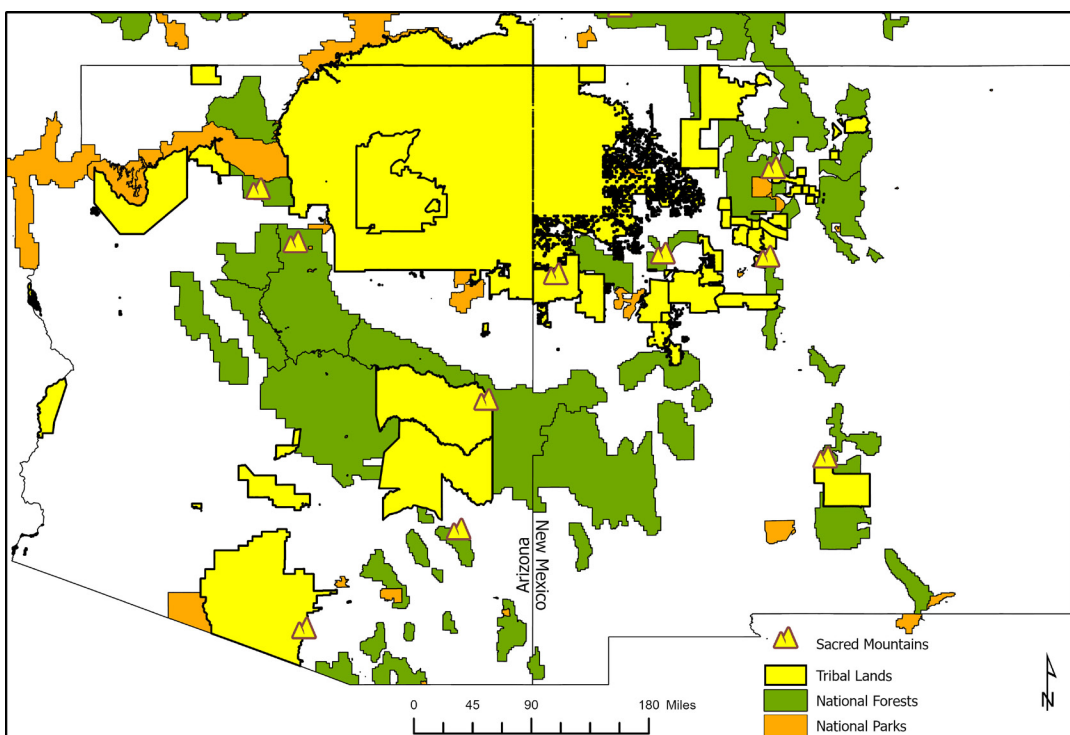 Arizona
New Mexico
Sacred Mountains
Tribal Lands
National Forests
National Parks
0 45 90 180 Miles
N